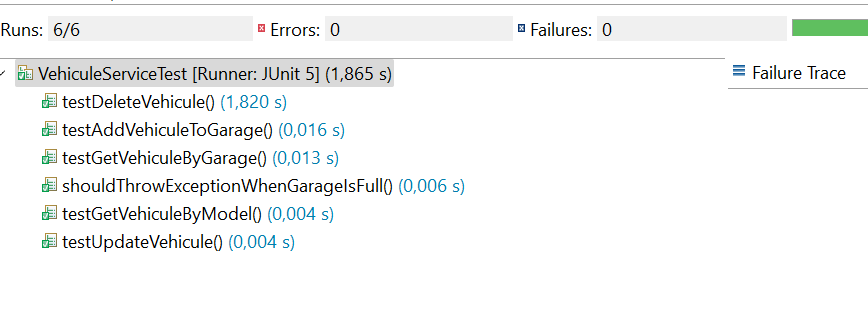 Runs: 6/6 Errors: 0 Failures: 0
VehiculeServiceTest [Runner: JUnit 5] (1,865 s)
Failure Trace
testDeleteVehicule() (1,820 s)
testAddVehiculeToGarage() (0,016 s)
testGetVehiculeByGarage() (0,013 s)
shouldThrowExceptionWhenGarageIsFull() (0,006 s)
testGetVehiculeByModel() (0,004 s)
testUpdateVehicule() (0,004 s)